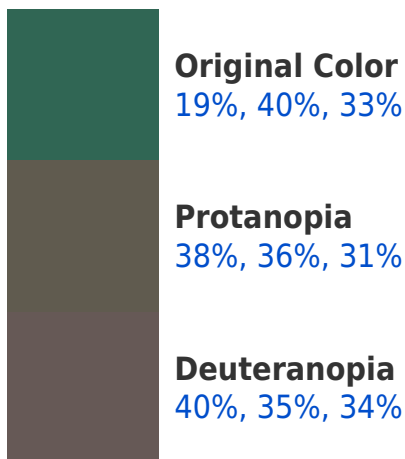 Original Color
19%, 40%, 33%
Protanopia
38%, 36%, 31%
Deuteranopia
40%, 35%, 34%